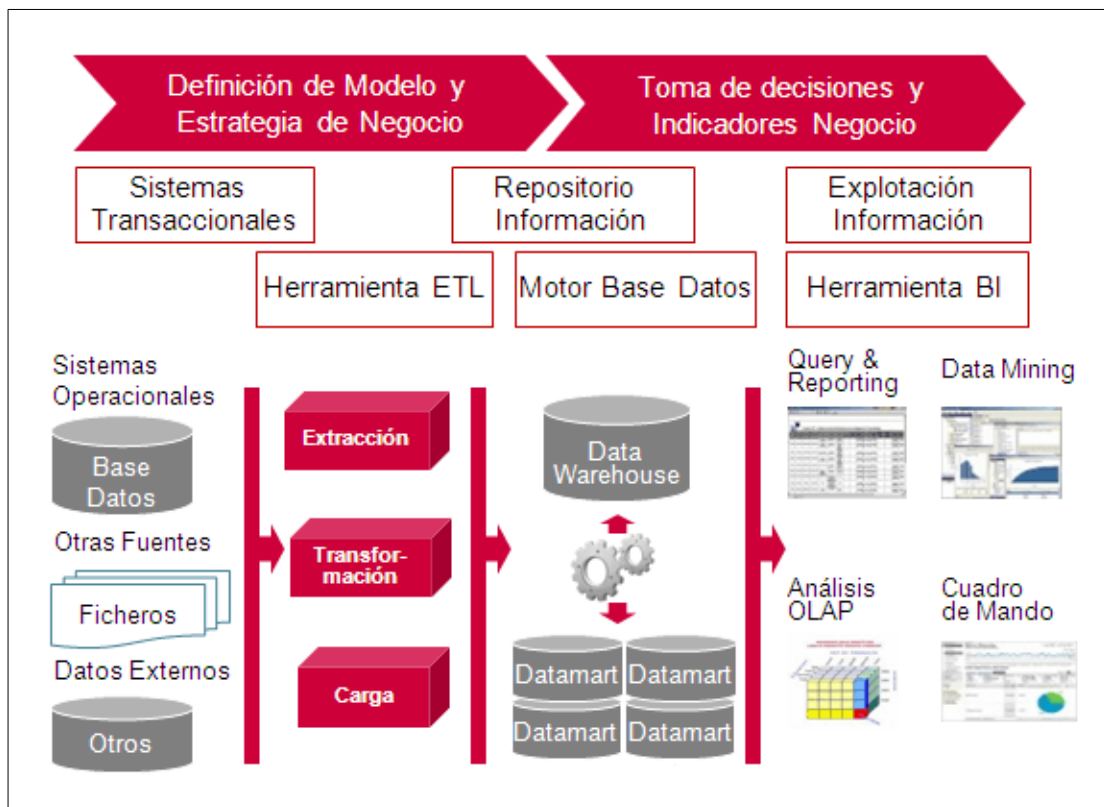 Definición de Modelo y
Estrategia de Negocio
Toma de decisiones y
Indicadores Negocio
Sistemas
Transaccionales
Repositorio
Información
Explotación
Información
Herramienta ETL
Motor Base Datos
Herramienta BI
Sistemas
Operacionales
Base
Datos
Otras Fuentes
Ficheros
Datos Externos
Otros
Extracción
Transfor-
mación
Carga
Data
Warehouse
Datamart
Datamart
Datamart
Datamart
Query &
Reporting
Data Mining
Análisis
OLAP
Cuadro
de Mando